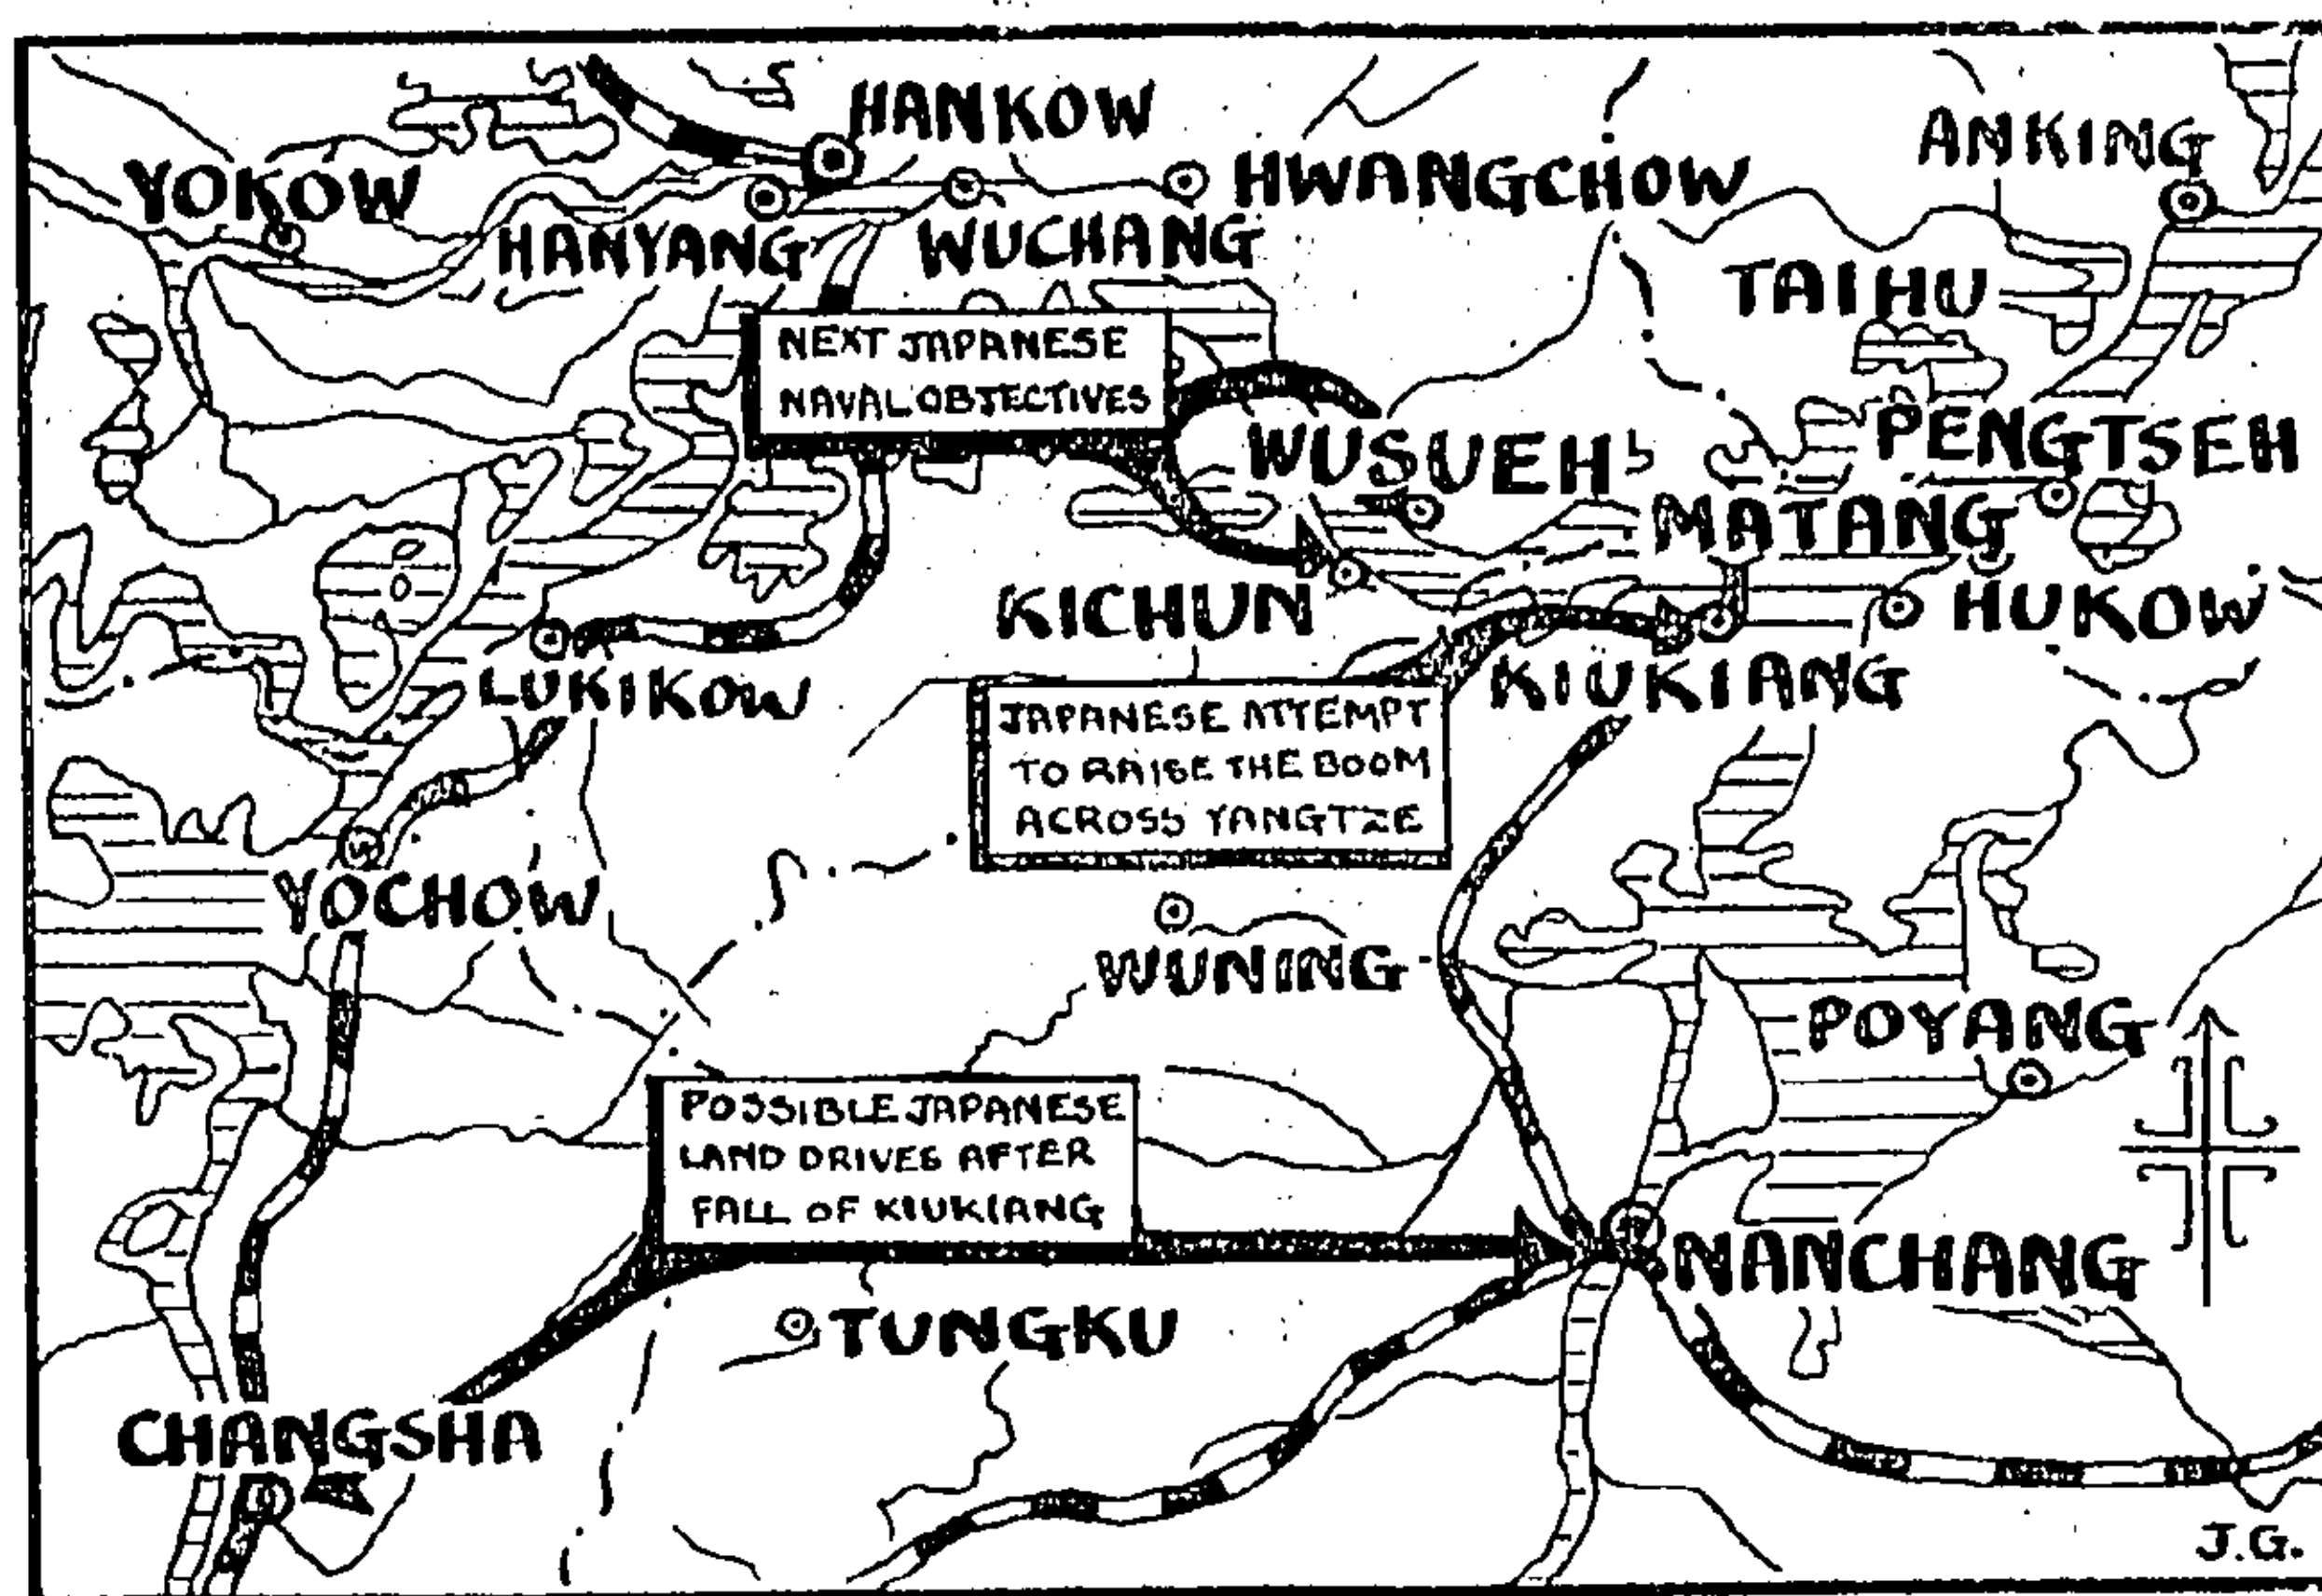 HANKOW
ANKING
YOKOW
HWANGCHOW
HANYANG
WUCHANG
TAIHU
NEXT JAPANESE
NAVAL OBJECTIVES
WUSUEH
PENGTSEH
MATANG
KICHUN
HUKOW
LUKIKOW
KIUKIANG
JAPANESE ATTEMPT
TO RAISE THE BOOM
ACROSS YANGTZE
YOCHOW
WUNING
POYANG
POSSIBLE JAPANESE
LAND DRIVES AFTER
FALL OF KIUKIANG
NANCHANG
TUNGKU
CHANGSHA
J.G.